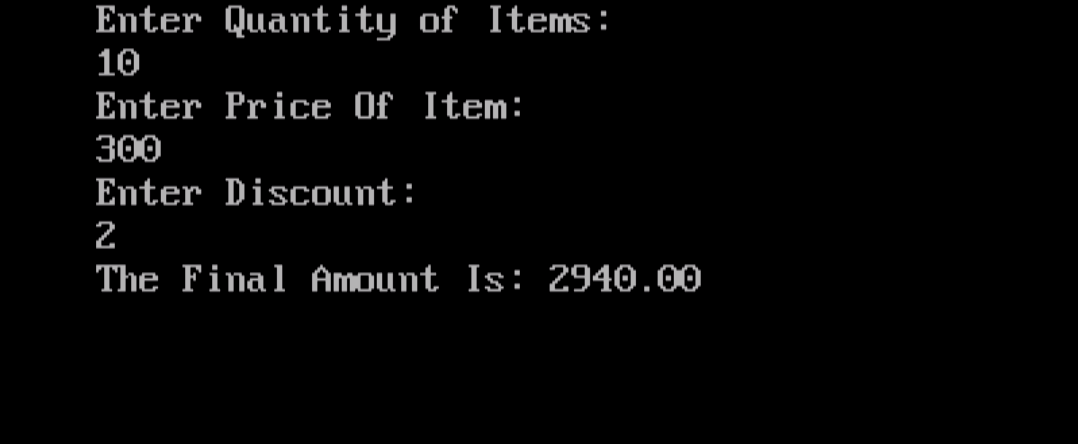 Enter Quantity of Items:
10
Enter Price Of Item:
300
Enter Discount:
2
The Final Amount Is: 2940.00